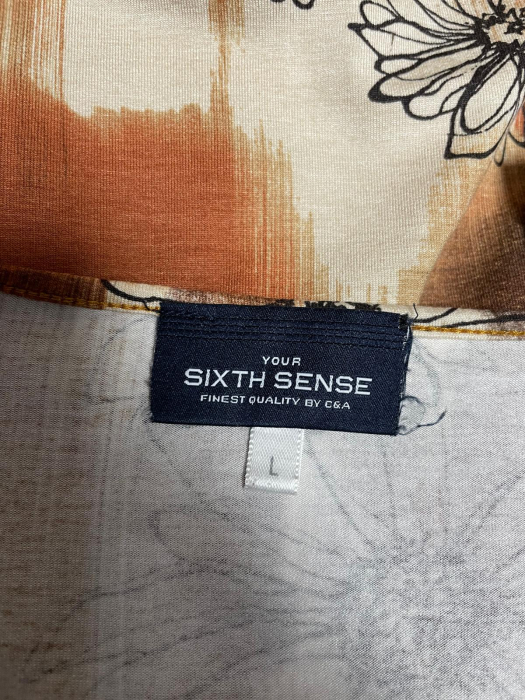 YOUR
SIXTH SENSE
FINEST QUALITY BY C&A
L